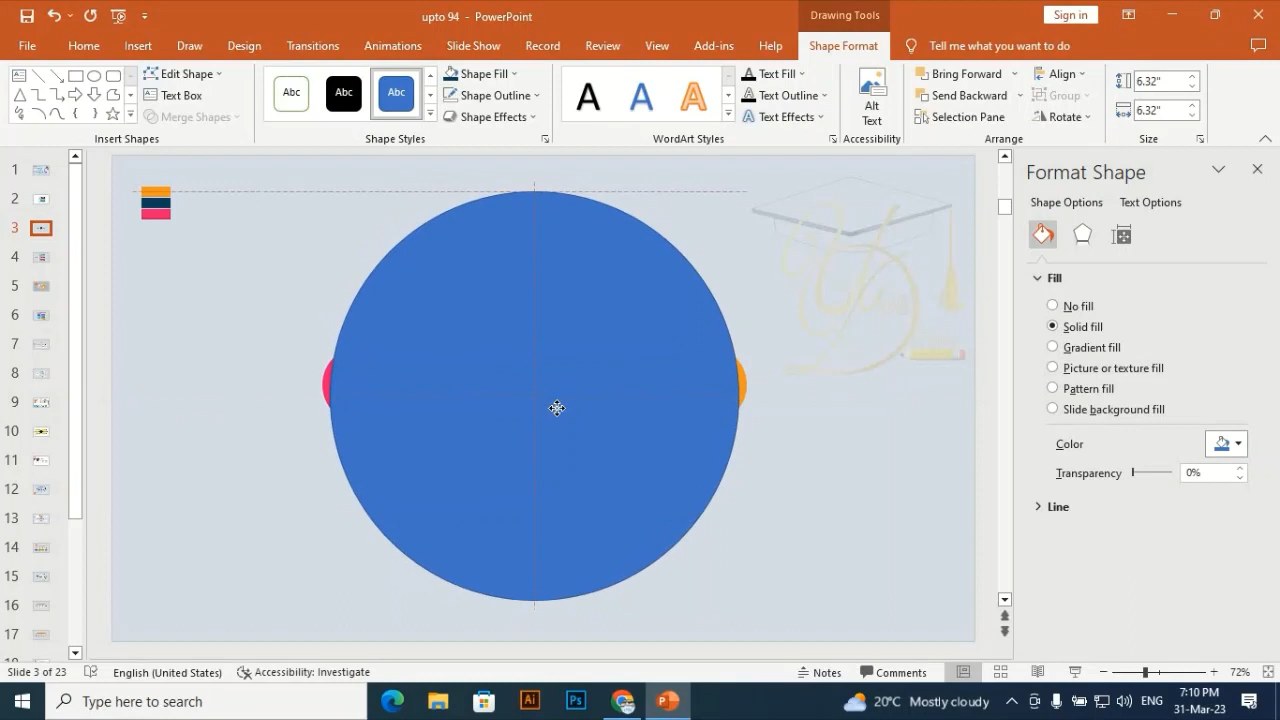 upto 94 - PowerPoint
Drawing Tools
Sign in
File Home Insert Draw Design Transitions Animations Slide Show Record Review View Add-ins Help Shape Format Tell me what you want to do
Edit Shape
Text Box
Merge Shapes
Insert Shapes
Abc Abc Abc
Shape Fill
Shape Outline
Shape Effects
Shape Styles
A A A
Text Fill
Text Outline
Text Effects
WordArt Styles
Alt
Text
Accessibility
Bring Forward
Send Backward
Selection Pane
Align
Group
Rotate
Arrange
6.32"
6.32"
Size
1
2
3
4
5
6
7
8
9
10
11
12
13
14
15
16
17
Format Shape
Shape Options Text Options
Fill
No fill
Solid fill
Gradient fill
Picture or texture fill
Pattern fill
Slide background fill
Color
Transparency 0%
Line
Slide 3 of 23 English (United States) Accessibility: Investigate Notes Comments 72%
Type here to search
Ai
Ps
20°C Mostly cloudy
ENG
7:10 PM
31-Mar-23